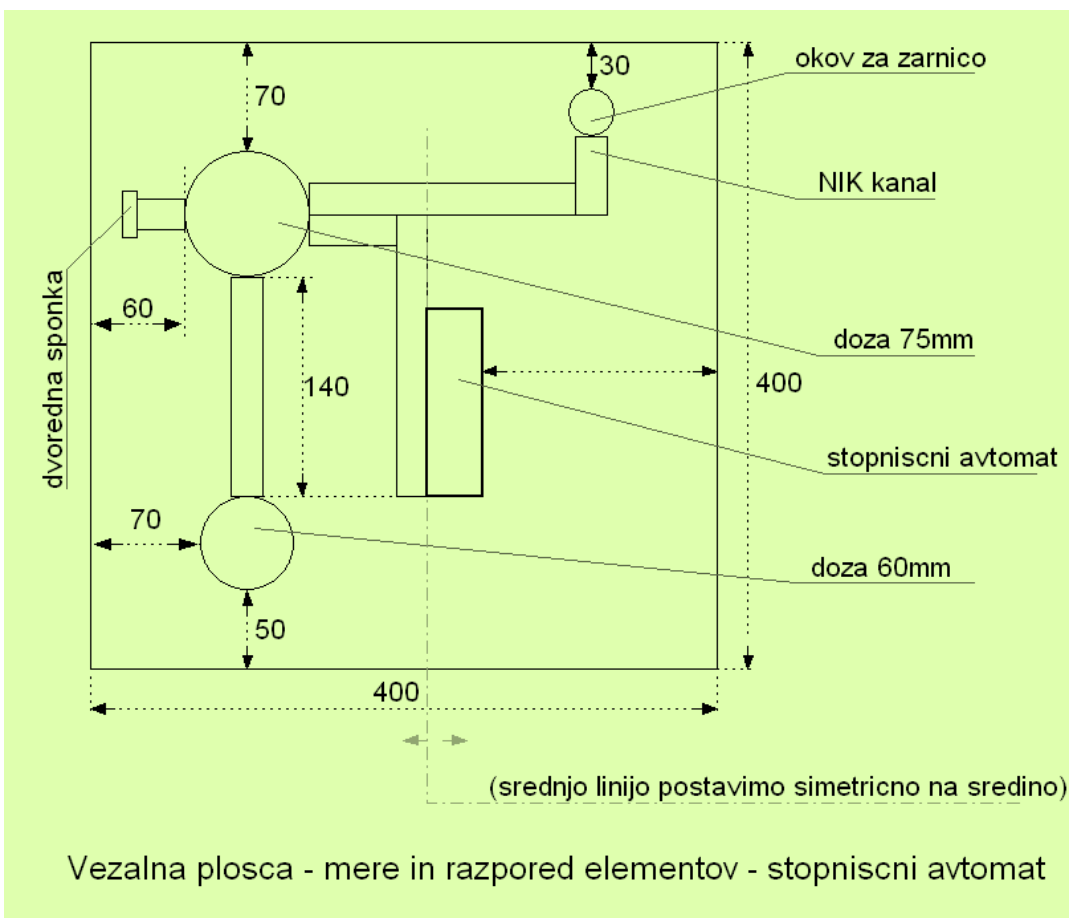 30
okov za zarnico
70
NIK kanal
dvoredna sponka
60
doza 75mm
140
400
stopniscni avtomat
70
doza 60mm
50
400
(srednjo linijo postavimo simetricno na sredino)
Vezalna plosca - mere in razpored elementov - stopniscni avtomat